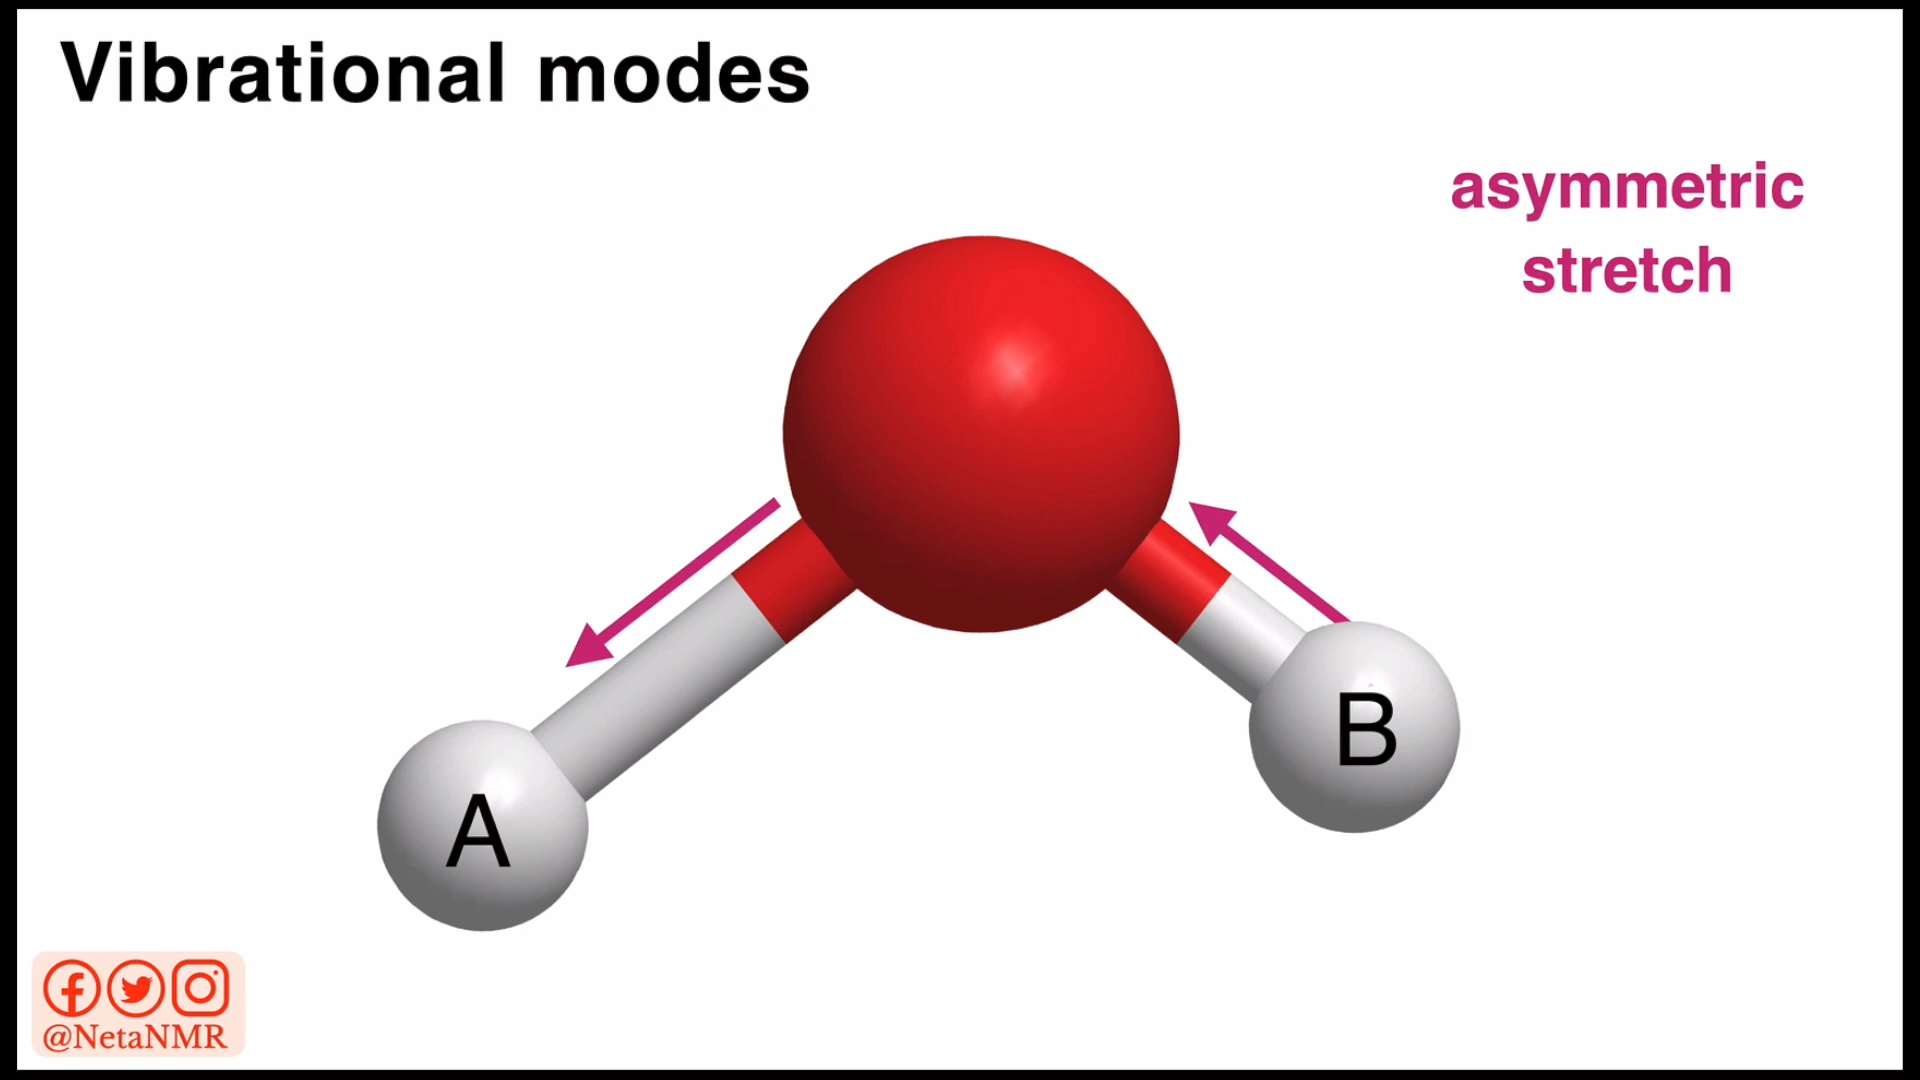 Vibrational modes
asymmetric
stretch
A
B
@NetaNMR